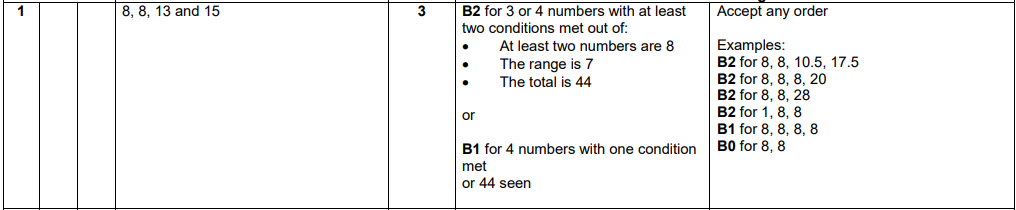 1
8, 8, 13 and 15
3
B2 for 3 or 4 numbers with at least
two conditions met out of:
• At least two numbers are 8
• The range is 7
• The total is 44
or
B1 for 4 numbers with one condition
met
or 44 seen
Accept any order
Examples:
B2 for 8, 8, 10.5, 17.5
B2 for 8, 8, 8, 20
B2 for 8, 8, 28
B2 for 1, 8, 8
B1 for 8, 8, 8, 8
B0 for 8, 8